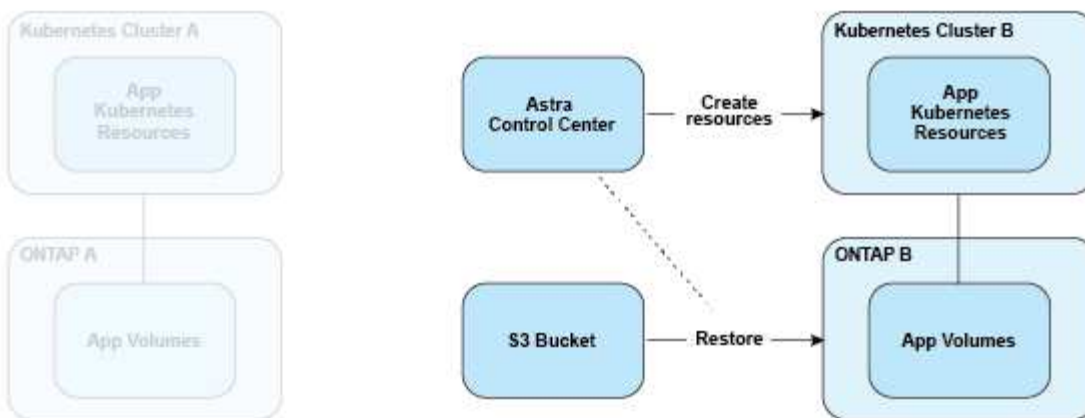 Kubernetes Cluster A
App
Kubernetes
Resources
ONTAP A
App Volumes
Astra
Control Center
Create
resources
Kubernetes Cluster B
App
Kubernetes
Resources
S3 Bucket
Restore
ONTAP B
App Volumes